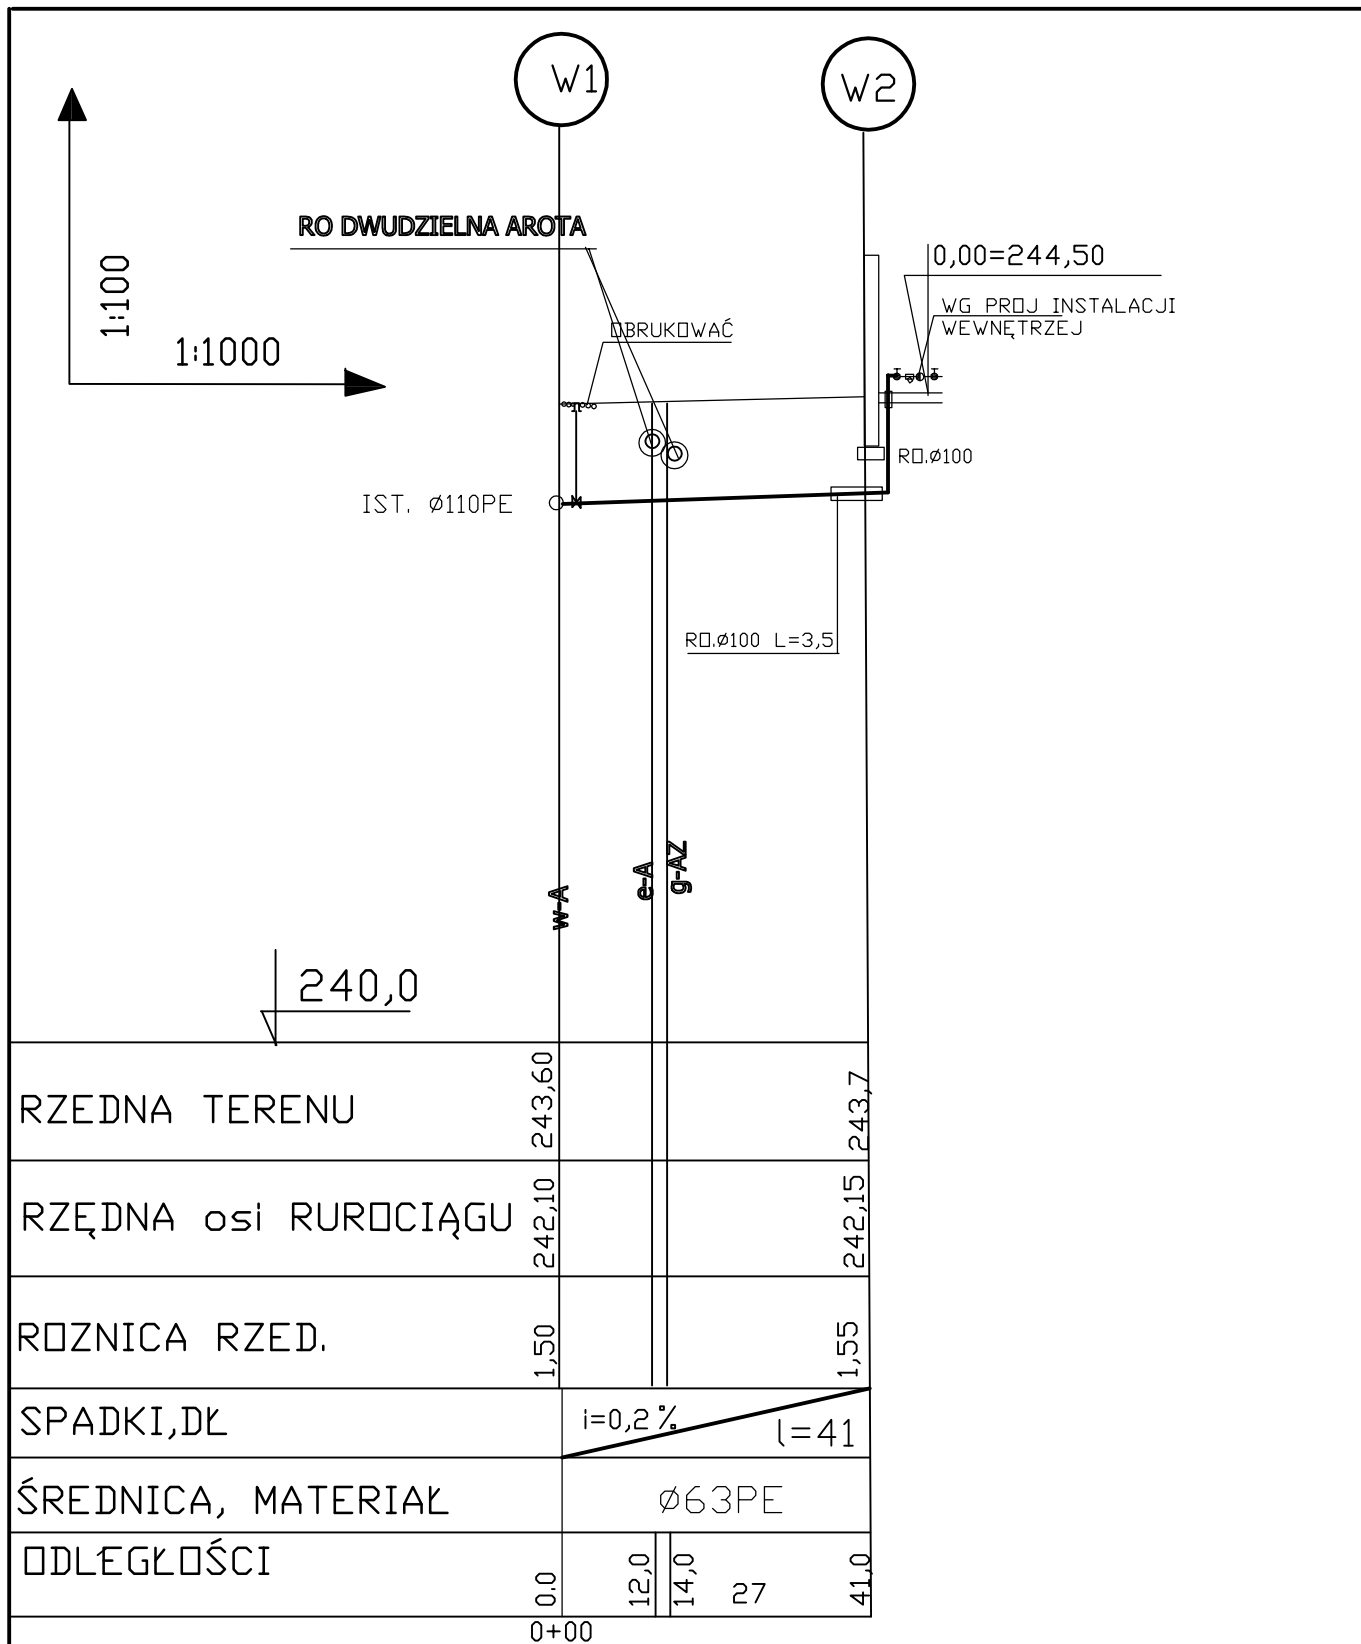 W1
W2
RO DWUDZIELNA AROTA
0,00=244,50
1:100
WG PROJ INSTALACJI
WEWNĘTRZEJ
OBRUKOWAĆ
1:1000
RO.ø100
IST. ø110PE
RO.ø100 L=3,5
w-A
e-A
g-AZ
240,0
RZEDNA TERENU 243,60 243,7
RZĘDNA osi RUROCIĄGU 242,10 242,15
ROZNICA RZED. 1,50 1,55
SPADKI,DŁ i=0,2% l=41
ŚREDNICA, MATERIAŁ ø63PE
ODLEGŁOŚCI 0.0 12,0 14,0 27 41,0
0+00